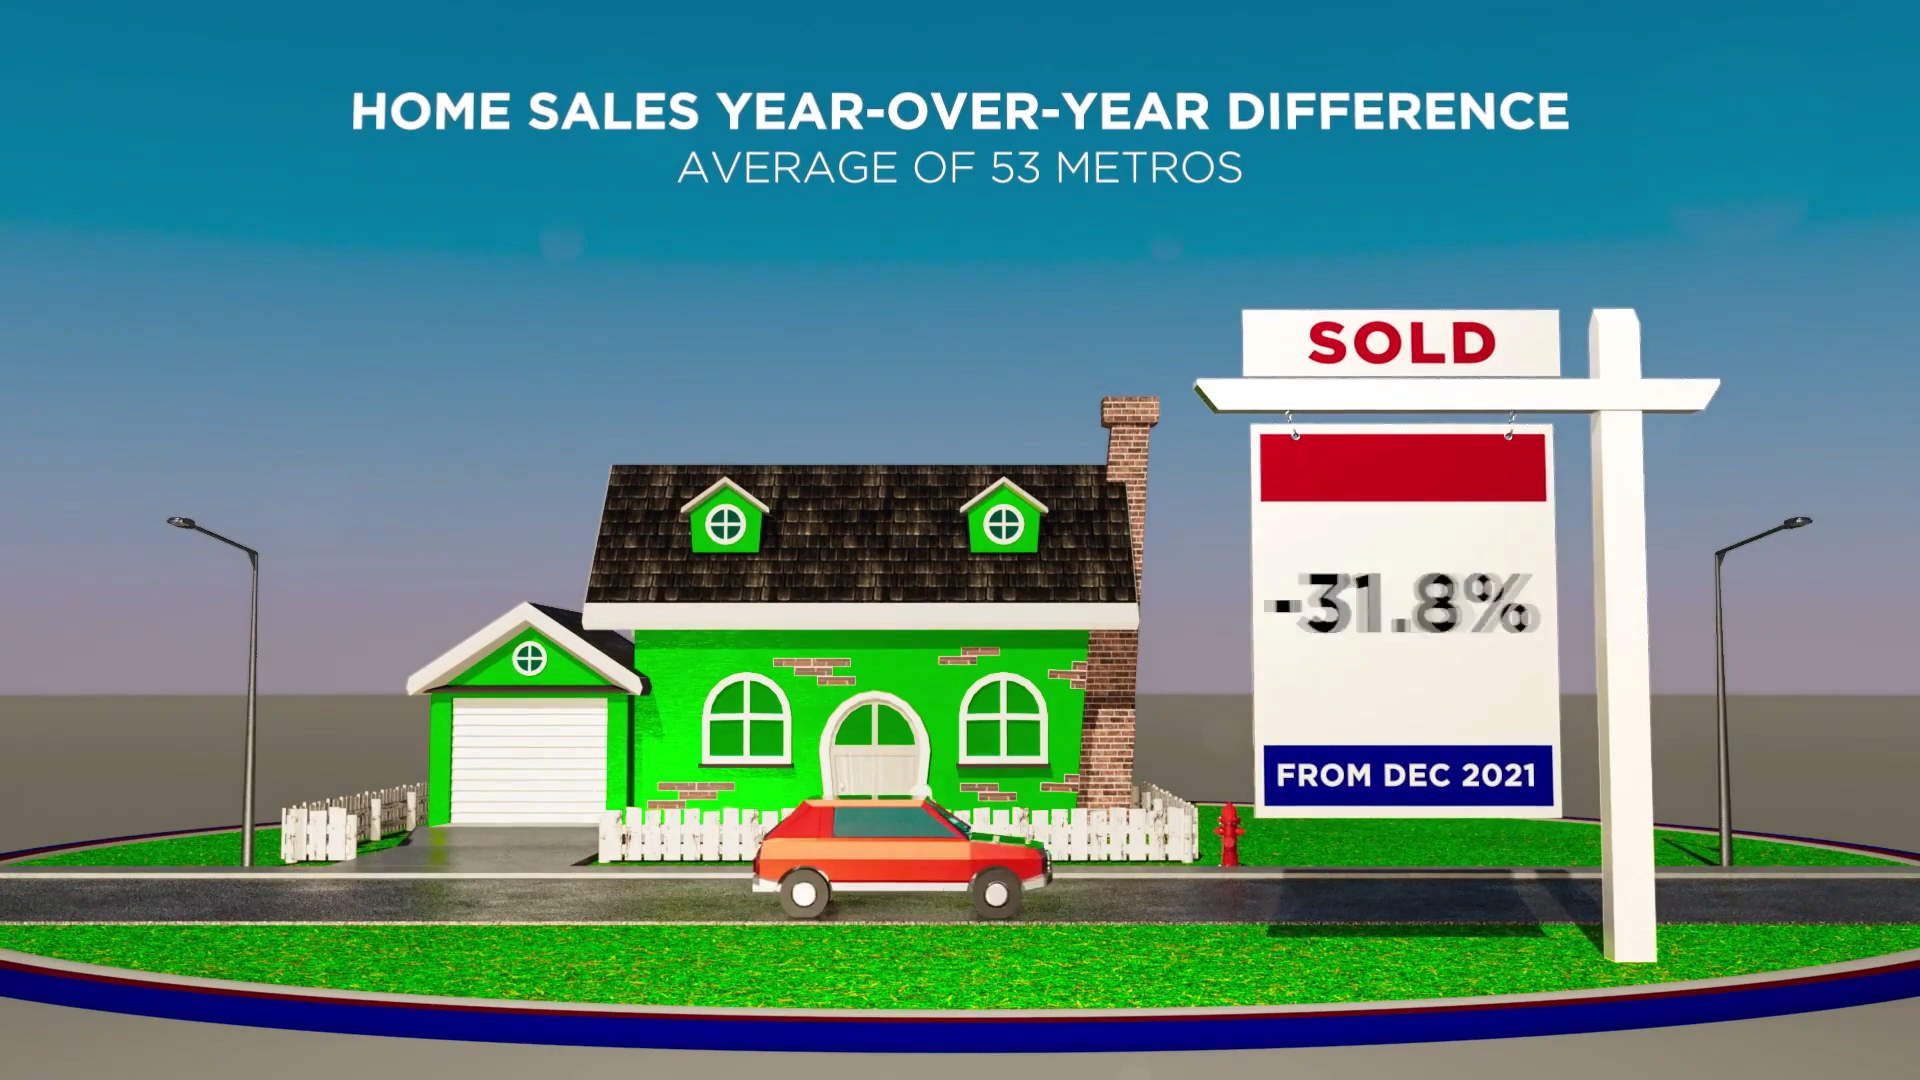 HOME SALES YEAR-OVER-YEAR DIFFERENCE
AVERAGE OF 53 METROS
SOLD
-31.8%
FROM DEC 2021